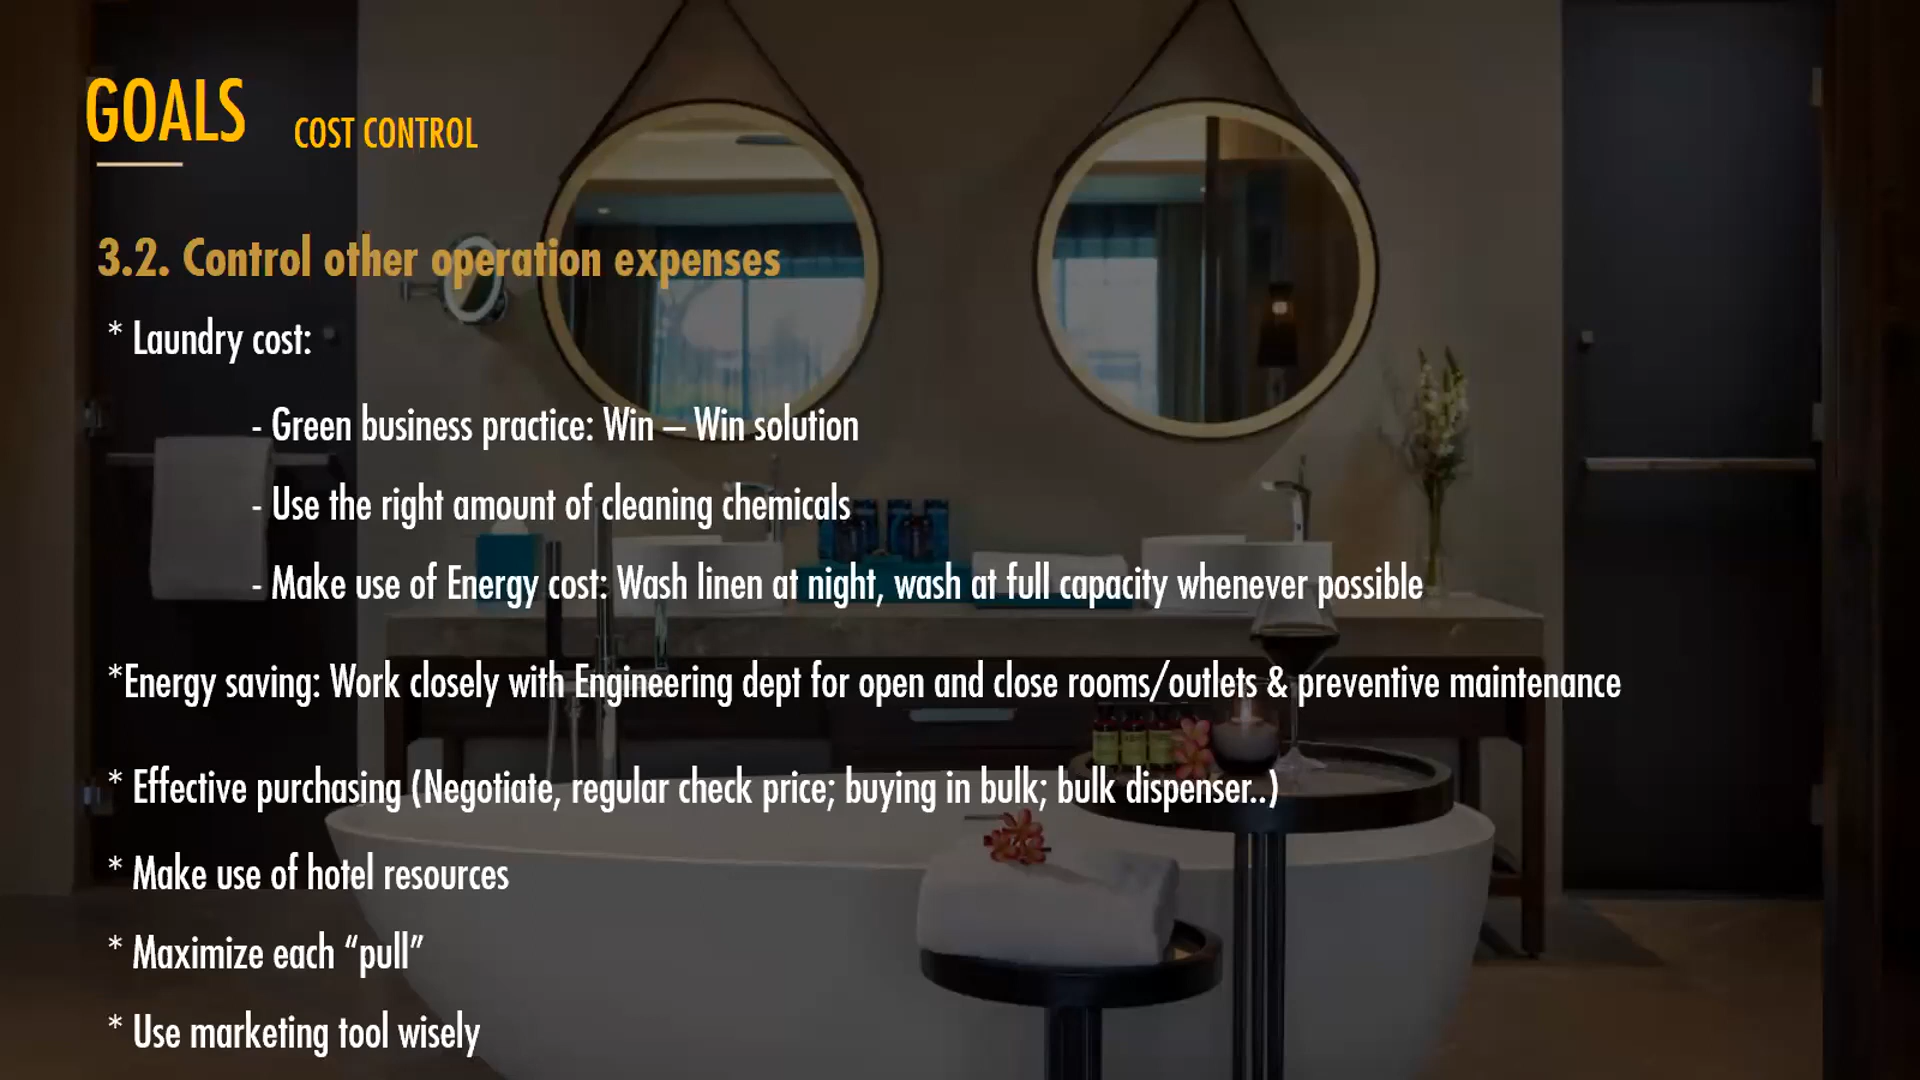 GOALS COST CONTROL
3.2. Control other operation expenses
* Laundry cost:
- Green business practice: Win – Win solution
- Use the right amount of cleaning chemicals
- Make use of Energy cost: Wash linen at night, wash at full capacity whenever possible
*Energy saving: Work closely with Engineering dept for open and close rooms/outlets & preventive maintenance
* Effective purchasing (Negotiate, regular check price; buying in bulk; bulk dispenser..)
* Make use of hotel resources
* Maximize each “pull”
* Use marketing tool wisely